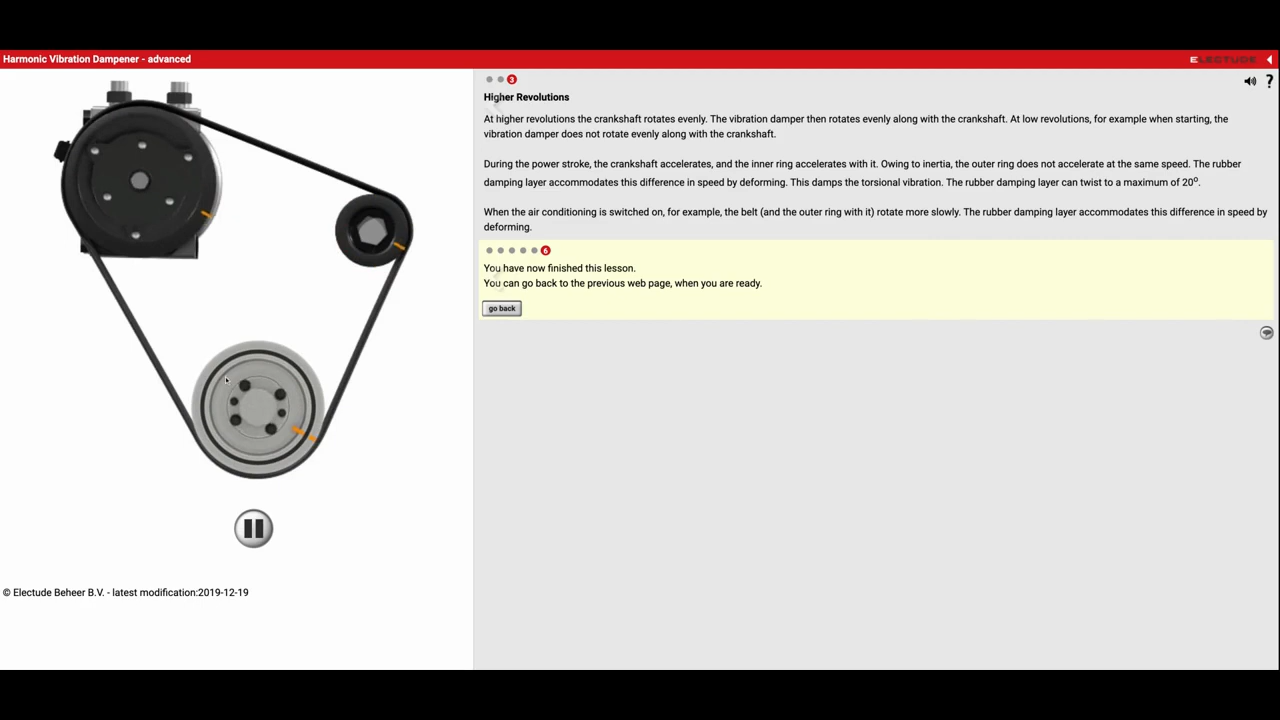 Harmonic Vibration Dampener - advanced
ELECTUDE
3
?
Higher Revolutions
At higher revolutions the crankshaft rotates evenly. The vibration damper then rotates evenly along with the crankshaft. At low revolutions, for example when starting, the
vibration damper does not rotate evenly along with the crankshaft.
During the power stroke, the crankshaft accelerates, and the inner ring accelerates with it. Owing to inertia, the outer ring does not accelerate at the same speed. The rubber
damping layer accommodates this difference in speed by deforming. This damps the torsional vibration. The rubber damping layer can twist to a maximum of 20°.
When the air conditioning is switched on, for example, the belt (and the outer ring with it) rotate more slowly. The rubber damping layer accommodates this difference in speed by
deforming.
6
You have now finished this lesson.
You can go back to the previous web page, when you are ready.
go back
© Electude Beheer B.V. - latest modification:2019-12-19